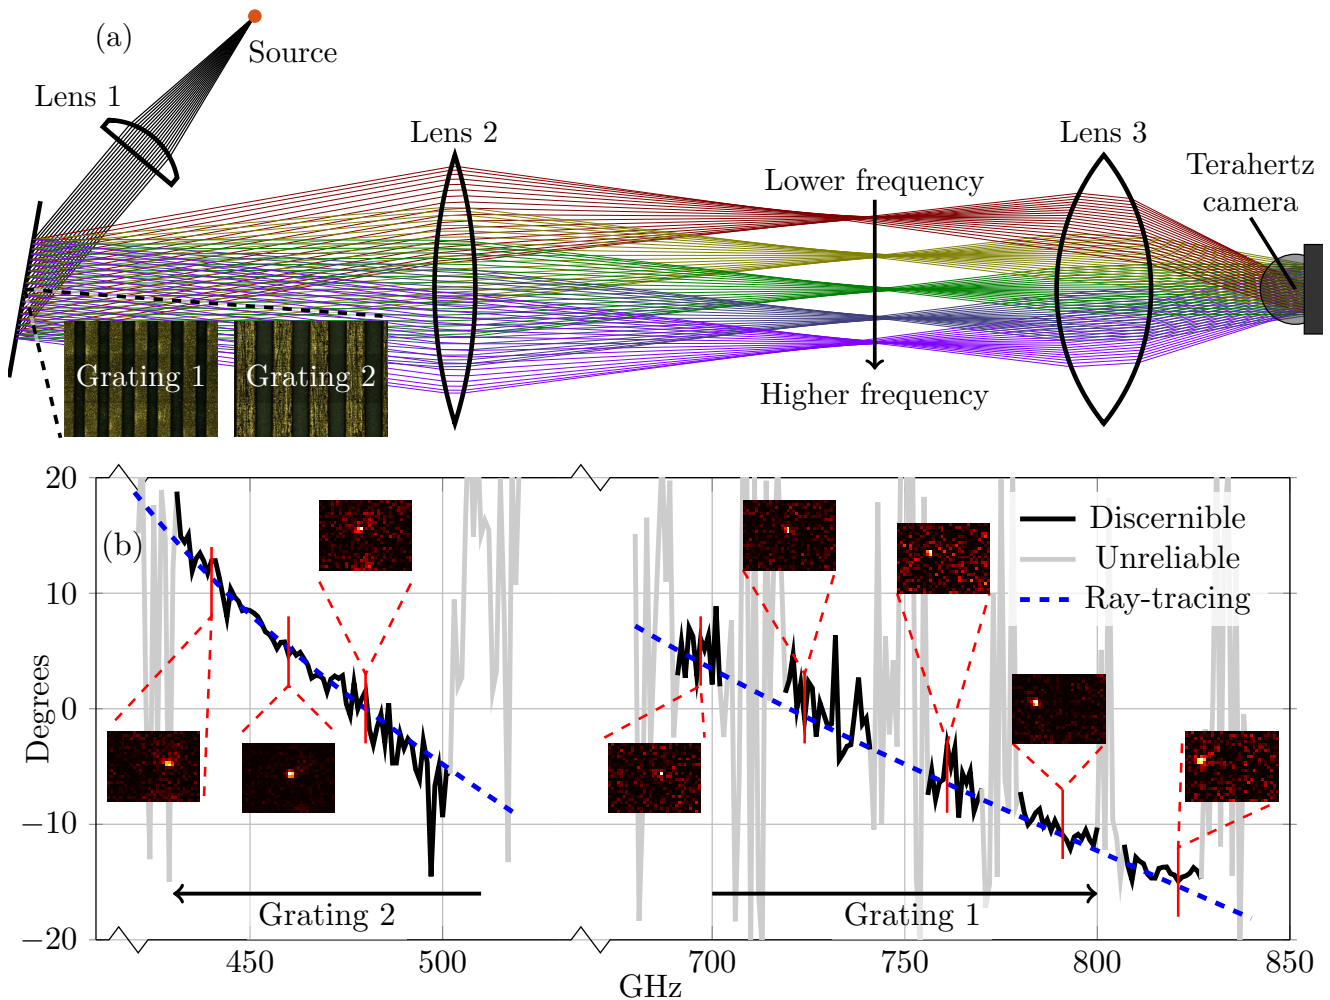 (a)
Source
Lens 1
Lens 2
Lens 3
Terahertz
camera
Lower frequency
Higher frequency
Grating 1
Grating 2
20
10
0
−10
−20
Degrees
(b)
Discernible
Unreliable
Ray-tracing
Grating 2
Grating 1
450
500
700
750
800
850
GHz